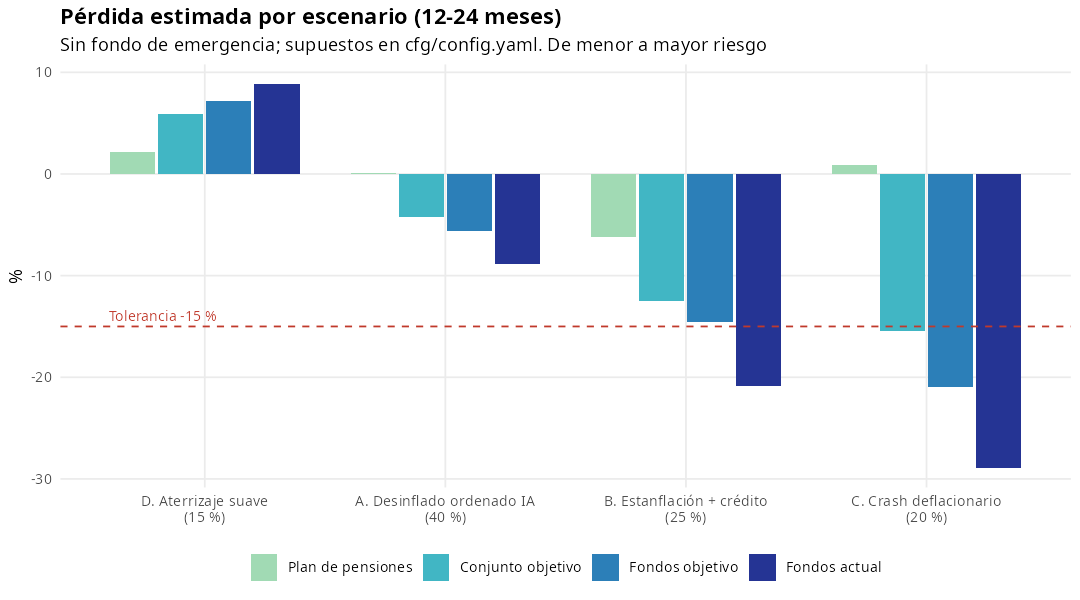 Pérdida estimada por escenario (12-24 meses)
Sin fondo de emergencia; supuestos en cfg/config.yaml. De menor a mayor riesgo
10
0
-10
-20
-30
%
Tolerancia -15 %
D. Aterrizaje suave
(15 %)
A. Desinflado ordenado IA
(40 %)
B. Estanflación + crédito
(25 %)
C. Crash deflacionario
(20 %)
Plan de pensiones
Conjunto objetivo
Fondos objetivo
Fondos actual